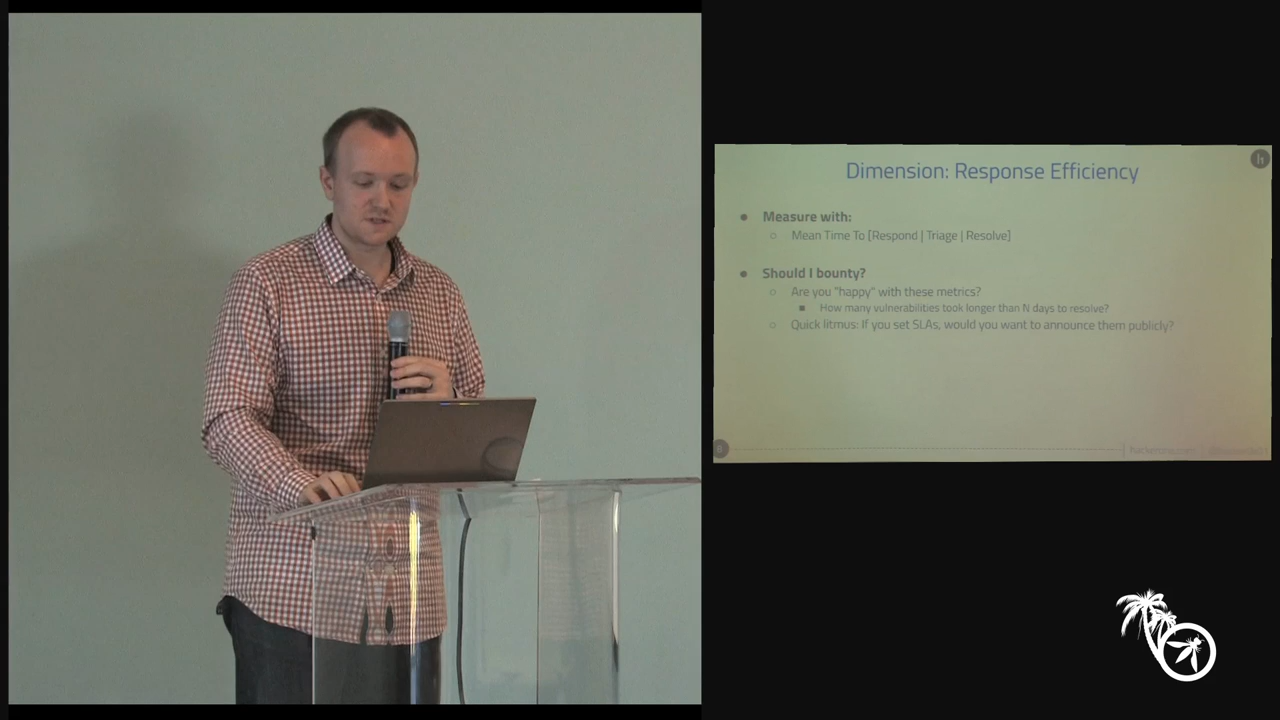 h
Dimension: Response Efficiency
Measure with:
Mean Time To [Respond | Triage | Resolve]
Should I bounty?
Are you "happy" with these metrics?
How many vulnerabilities took longer than N days to resolve?
Quick litmus: If you set SLAs, would you want to announce them publicly?